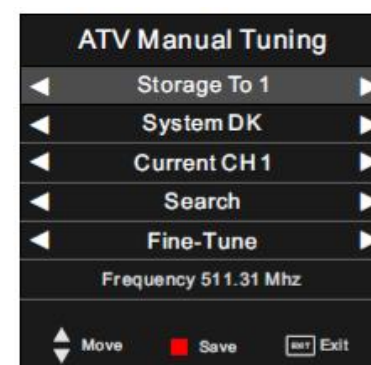 ATV Manual Tuning
Storage To 1
System DK
Current CH 1
Search
Fine-Tune
Frequency 511.31 Mhz
Move Save EXIT Exit